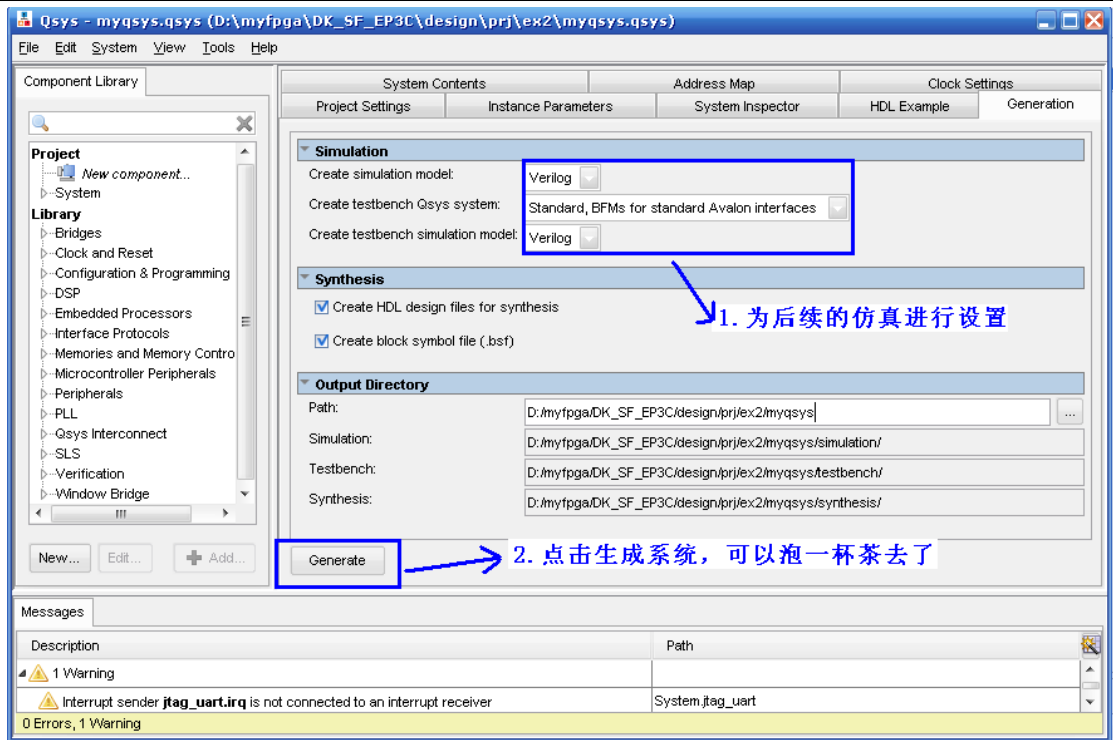 Qsys - myqsys.qsys (D:\myfpga\DK_SF_EP3C\design\prj\ex2\myqsys.qsys)
File Edit System View Tools Help
Component Library
Project
New component...
System
Library
Bridges
Clock and Reset
Configuration & Programming
DSP
Embedded Processors
Interface Protocols
Memories and Memory Contro
Microcontroller Peripherals
Peripherals
PLL
Qsys Interconnect
SLS
Verification
Window Bridge
New... Edit... Add...
System Contents Address Map Clock Settings
Project Settings Instance Parameters System Inspector HDL Example Generation
Simulation
Create simulation model: Verilog
Create testbench Qsys system: Standard, BFMs for standard Avalon interfaces
Create testbench simulation model: Verilog
Synthesis
Create HDL design files for synthesis
1. 为后续的仿真进行设置
Create block symbol file (.bsf)
Output Directory
Path: D:/myfpga/DK_SF_EP3C/design/prj/ex2/myqsys ...
Simulation: D:/myfpga/DK_SF_EP3C/design/prj/ex2/myqsys/simulation/
Testbench: D:/myfpga/DK_SF_EP3C/design/prj/ex2/myqsys/testbench/
Synthesis: D:/myfpga/DK_SF_EP3C/design/prj/ex2/myqsys/synthesis/
Generate
2. 点击生成系统，可以泡一杯茶去了
Messages
Description Path
1 Warning
Interrupt sender jtag_uart.irq is not connected to an interrupt receiver System.jtag_uart
0 Errors, 1 Warning